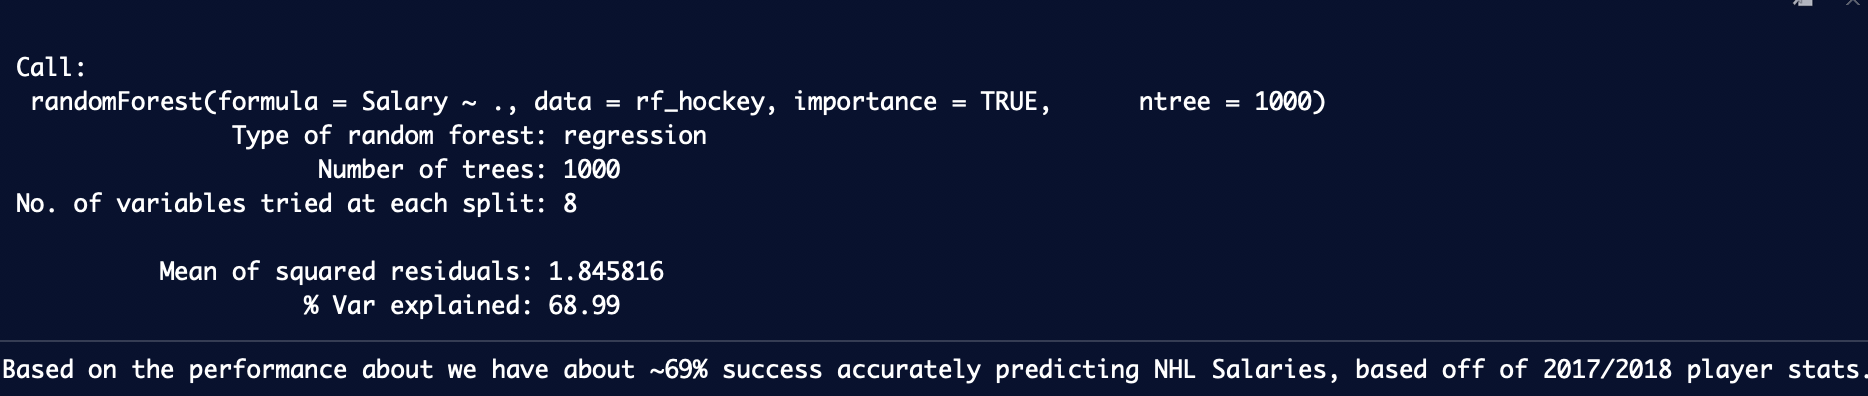 Call:
randomForest(formula = Salary ~ ., data = rf_hockey, importance = TRUE,      ntree = 1000)
Type of random forest: regression
Number of trees: 1000
No. of variables tried at each split: 8
Mean of squared residuals: 1.845816
% Var explained: 68.99
Based on the performance about we have about ~69% success accurately predicting NHL Salaries, based off of 2017/2018 player stats.